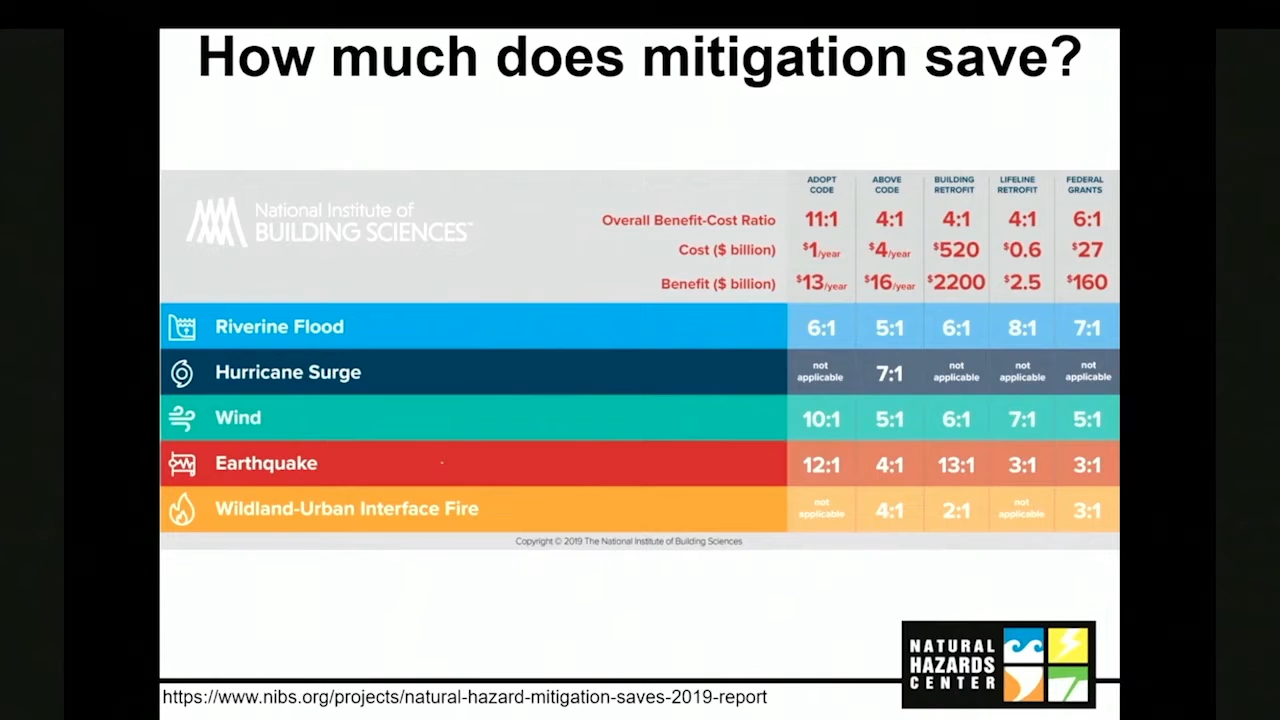 How much does mitigation save?
National Institute of
BUILDING SCIENCES™
ADOPT CODE ABOVE CODE BUILDING RETROFIT LIFELINE RETROFIT FEDERAL GRANTS
Overall Benefit-Cost Ratio 11:1 4:1 4:1 4:1 6:1
Cost ($ billion) $1/year $4/year $520 $0.6 $27
Benefit ($ billion) $13/year $16/year $2200 $2.5 $160
Riverine Flood 6:1 5:1 6:1 8:1 7:1
Hurricane Surge not applicable 7:1 not applicable not applicable not applicable
Wind 10:1 5:1 6:1 7:1 5:1
Earthquake 12:1 4:1 13:1 3:1 3:1
Wildland-Urban Interface Fire not applicable 4:1 2:1 not applicable 3:1
Copyright © 2019 The National Institute of Building Sciences
NATURAL
HAZARDS
CENTER
https://www.nibs.org/projects/natural-hazard-mitigation-saves-2019-report